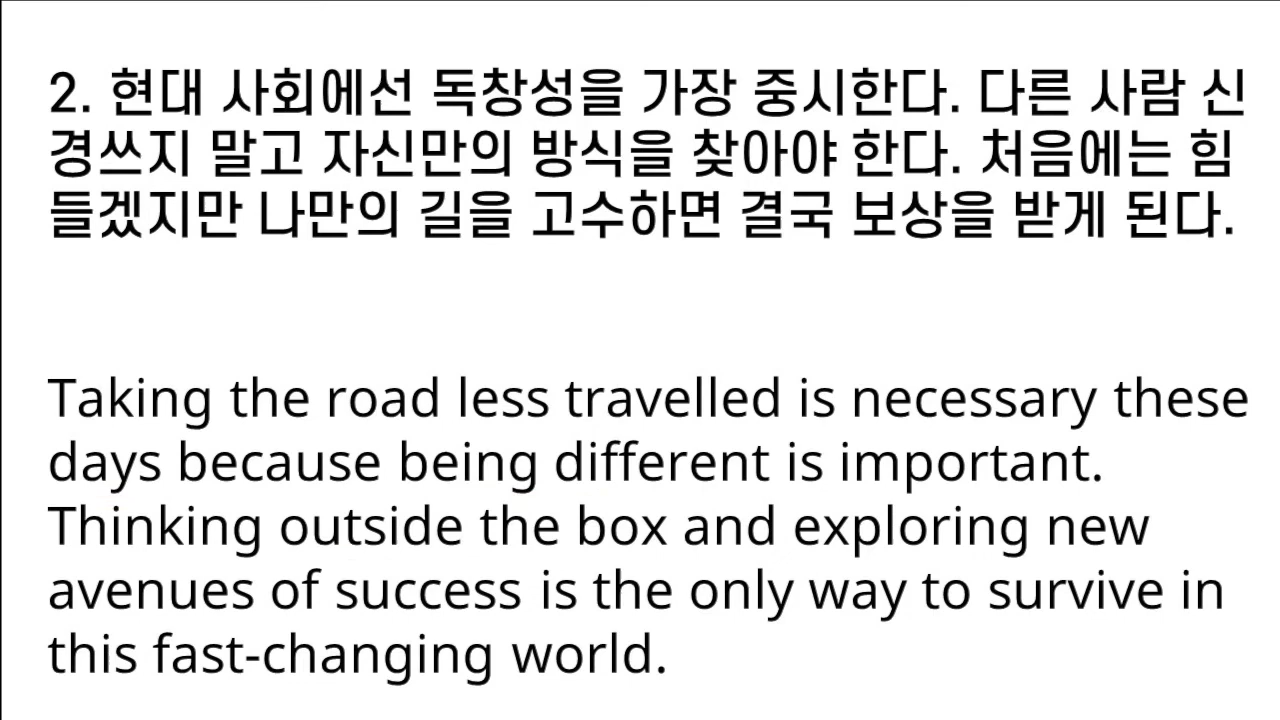 2. 현대 사회에선 독창성을 가장 중시한다. 다른 사람 신
경쓰지 말고 자신만의 방식을 찾아야 한다. 처음에는 힘
들겠지만 나만의 길을 고수하면 결국 보상을 받게 된다.
Taking the road less travelled is necessary these
days because being different is important.
Thinking outside the box and exploring new
avenues of success is the only way to survive in
this fast-changing world.